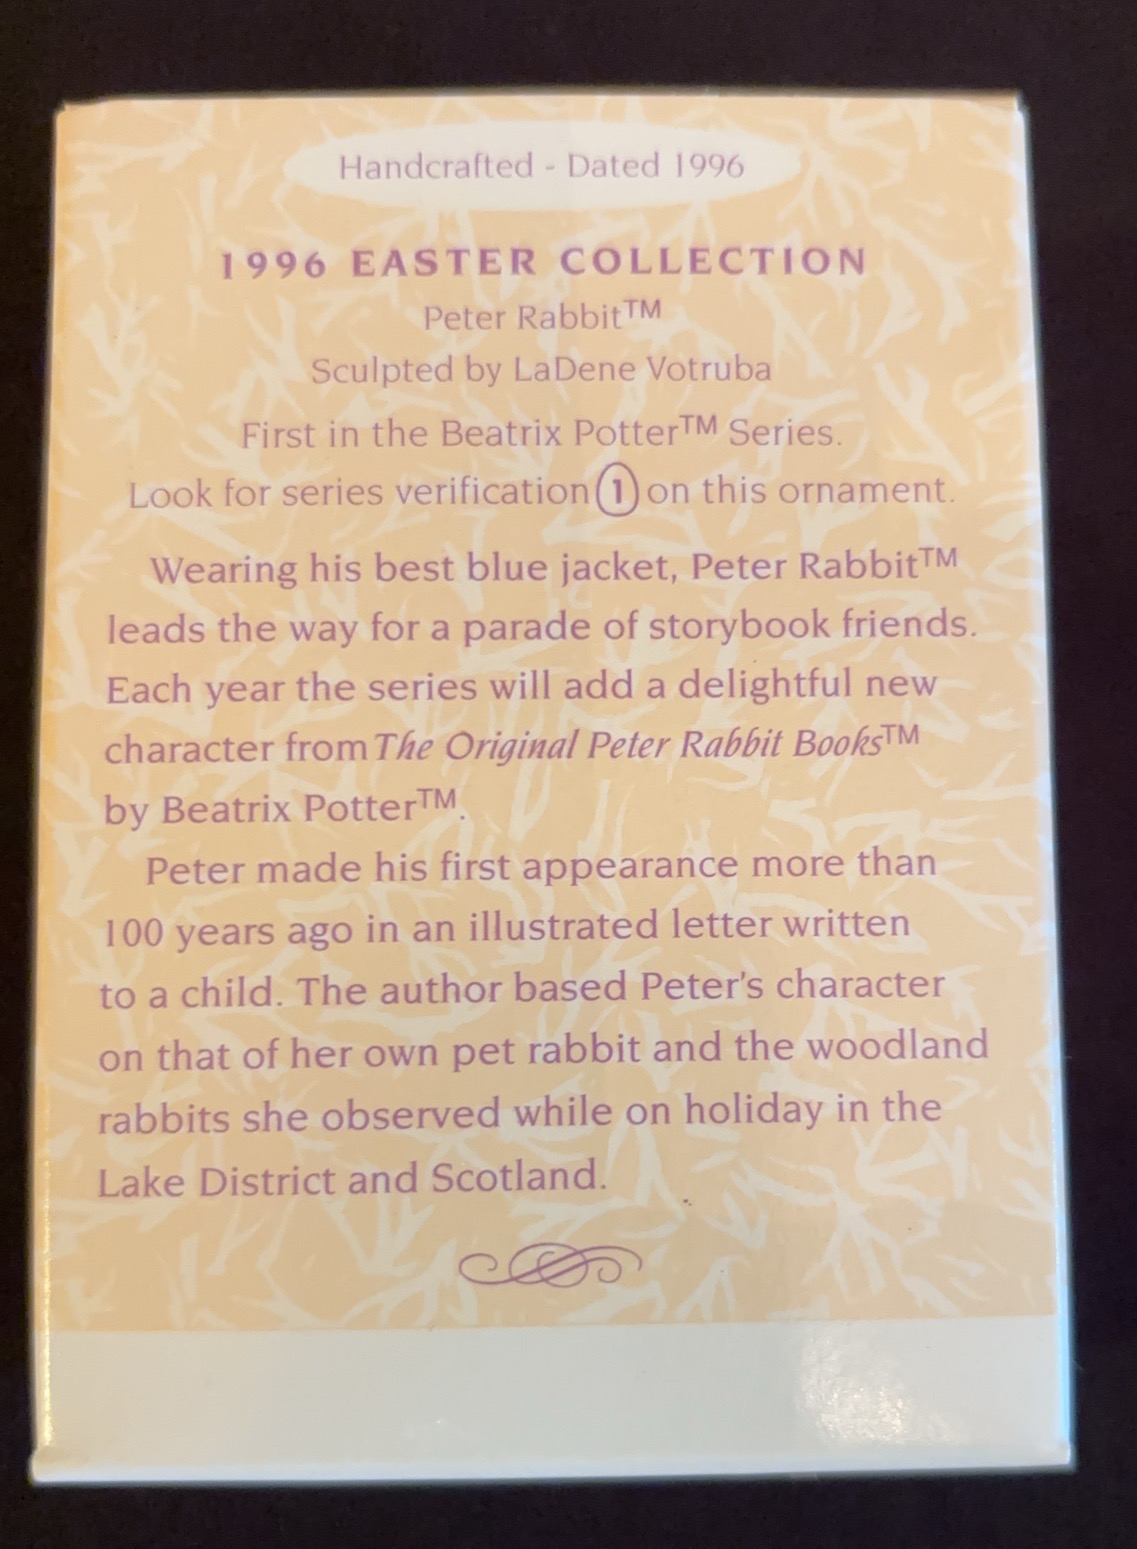 Handcrafted - Dated 1996
1996 EASTER COLLECTION
Peter Rabbit™
Sculpted by LaDene Votruba
First in the Beatrix Potter™ Series.
Look for series verification ① on this ornament.
Wearing his best blue jacket, Peter Rabbit™
leads the way for a parade of storybook friends.
Each year the series will add a delightful new
character from The Original Peter Rabbit Books™
by Beatrix Potter™.
Peter made his first appearance more than
100 years ago in an illustrated letter written
to a child. The author based Peter's character
on that of her own pet rabbit and the woodland
rabbits she observed while on holiday in the
Lake District and Scotland.